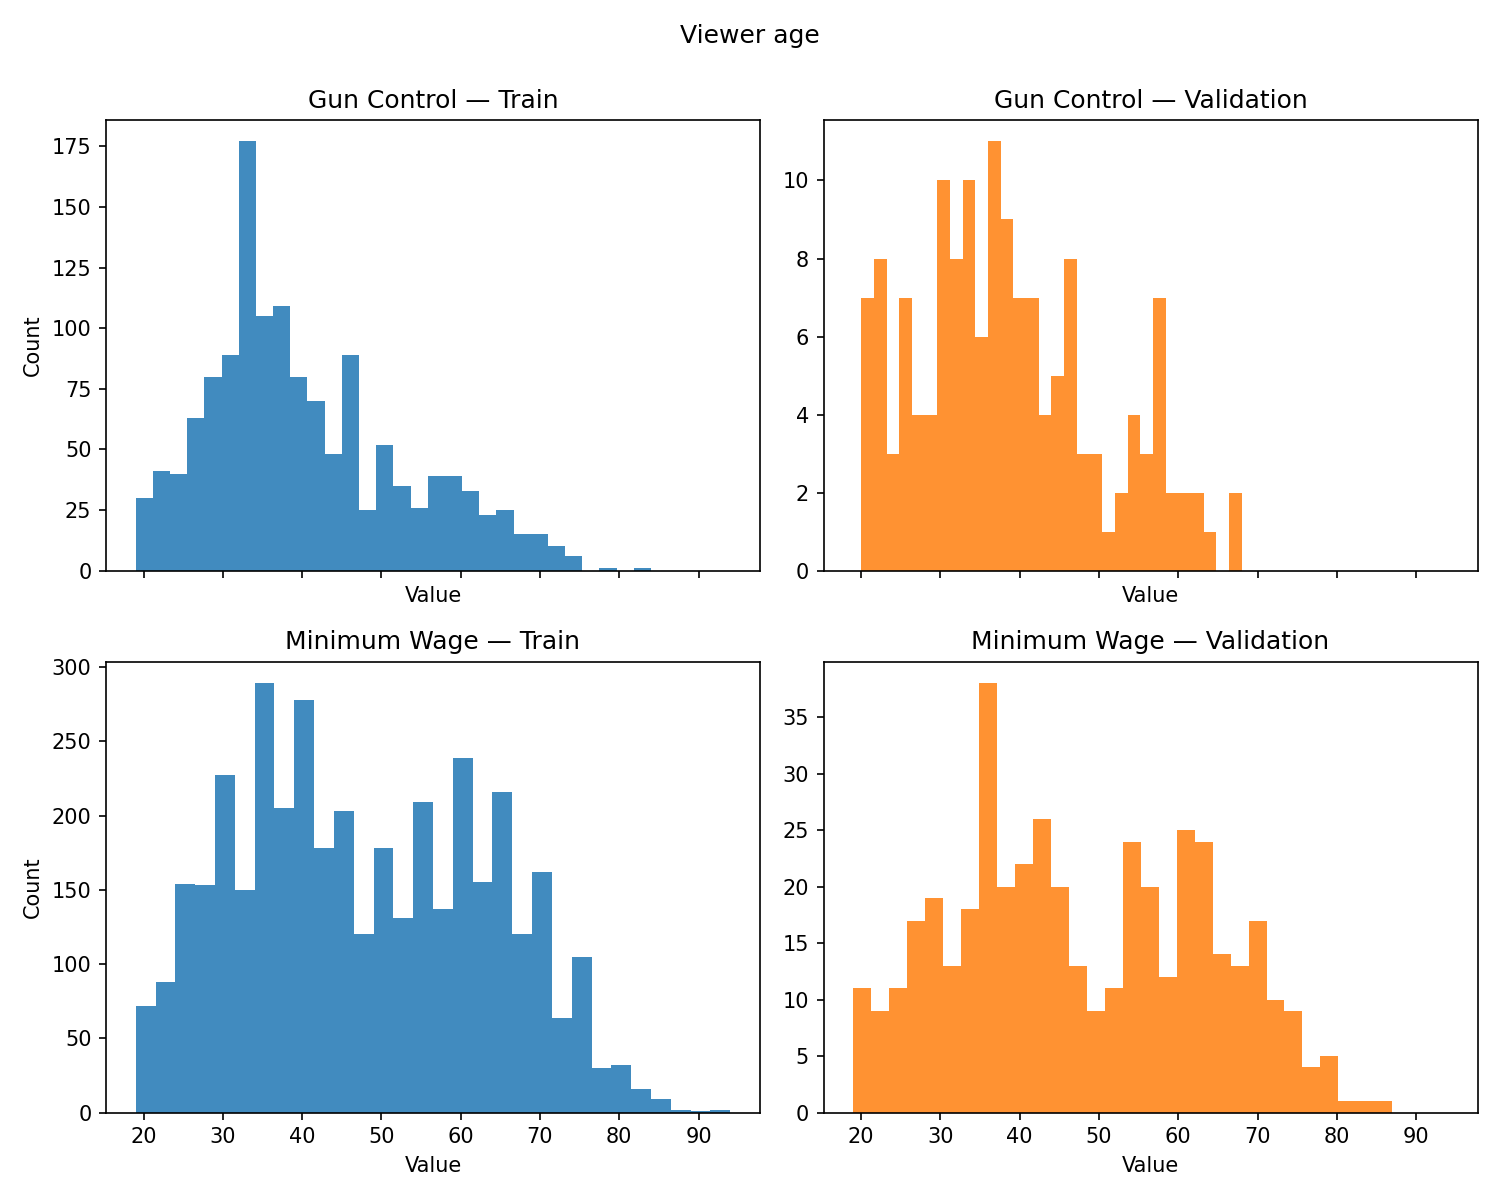 Viewer age
Gun Control — Train
Gun Control — Validation
175
150
125
100
75
50
25
0
Count
Value
10
8
6
4
2
0
Value
Minimum Wage — Train
Minimum Wage — Validation
300
250
200
150
100
50
0
Count
20 30 40 50 60 70 80 90
Value
35
30
25
20
15
10
5
0
20 30 40 50 60 70 80 90
Value